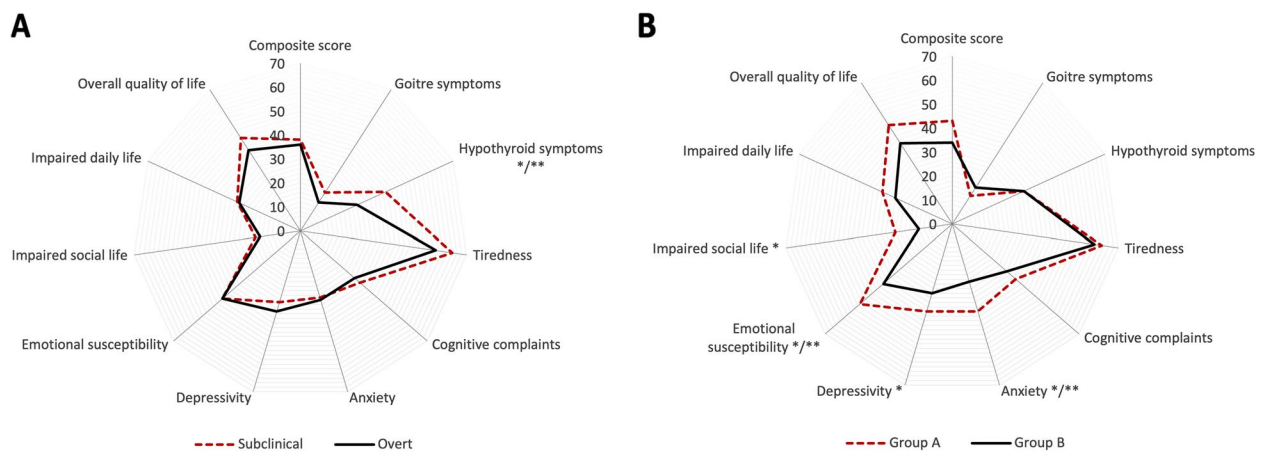 A
Composite score
70
60
50
40
30
20
10
0
Overall quality of life
Goitre symptoms
Impaired daily life
Hypothyroid symptoms
*/**
Impaired social life
Tiredness
Emotional susceptibility
Cognitive complaints
Depressivity
Anxiety
Subclinical
Overt
B
Composite score
70
60
50
40
30
20
10
0
Overall quality of life
Goitre symptoms
Impaired daily life
Hypothyroid symptoms
Impaired social life *
Tiredness
Emotional
susceptibility */**
Cognitive complaints
Depressivity *
Anxiety */**
Group A
Group B